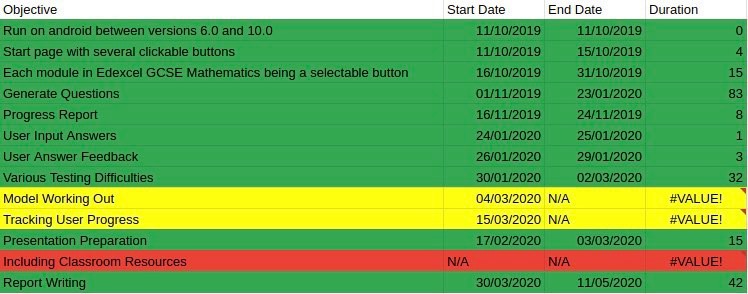 Objective Start Date End Date Duration
Run on android between versions 6.0 and 10.0 11/10/2019 11/10/2019 0
Start page with several clickable buttons 11/10/2019 15/10/2019 4
Each module in Edexcel GCSE Mathematics being a selectable button 16/10/2019 31/10/2019 15
Generate Questions 01/11/2019 23/01/2020 83
Progress Report 16/11/2019 24/11/2019 8
User Input Answers 24/01/2020 25/01/2020 1
User Answer Feedback 26/01/2020 29/01/2020 3
Various Testing Difficulties 30/01/2020 02/03/2020 32
Model Working Out 04/03/2020 N/A #VALUE!
Tracking User Progress 15/03/2020 N/A #VALUE!
Presentation Preparation 17/02/2020 03/03/2020 15
Including Classroom Resources N/A N/A #VALUE!
Report Writing 30/03/2020 11/05/2020 42